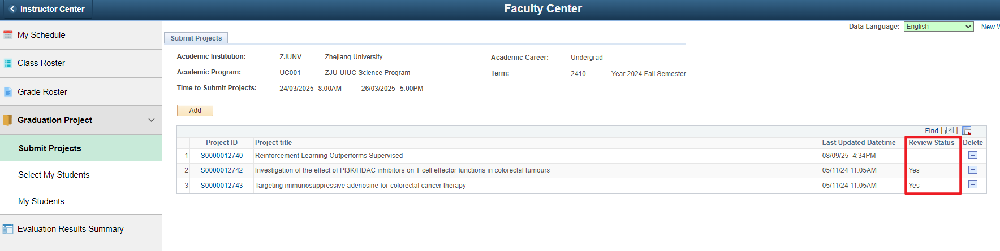 Instructor Center
Faculty Center
Data Language: English New W
My Schedule
Class Roster
Grade Roster
Graduation Project
Submit Projects
Select My Students
My Students
Evaluation Results Summary
Submit Projects
Academic Institution: ZJUNV Zhejiang University Academic Career: Undergrad
Academic Program: UC001 ZJU-UIUC Science Program Term: 2410 Year 2024 Fall Semester
Time to Submit Projects: 24/03/2025 8:00AM 26/03/2025 5:00PM
Add
Find | |
Project ID Project title Last Updated Datetime Review Status Delete
1 S0000012740 Reinforcement Learning Outperforms Supervised 08/09/25 4:34PM
2 S0000012742 Investigation of the effect of PI3K/HDAC inhibitors on T cell effector functions in colorectal tumours 05/11/24 11:05AM Yes
3 S0000012743 Targeting immunosuppressive adenosine for colorectal cancer therapy 05/11/24 11:05AM Yes